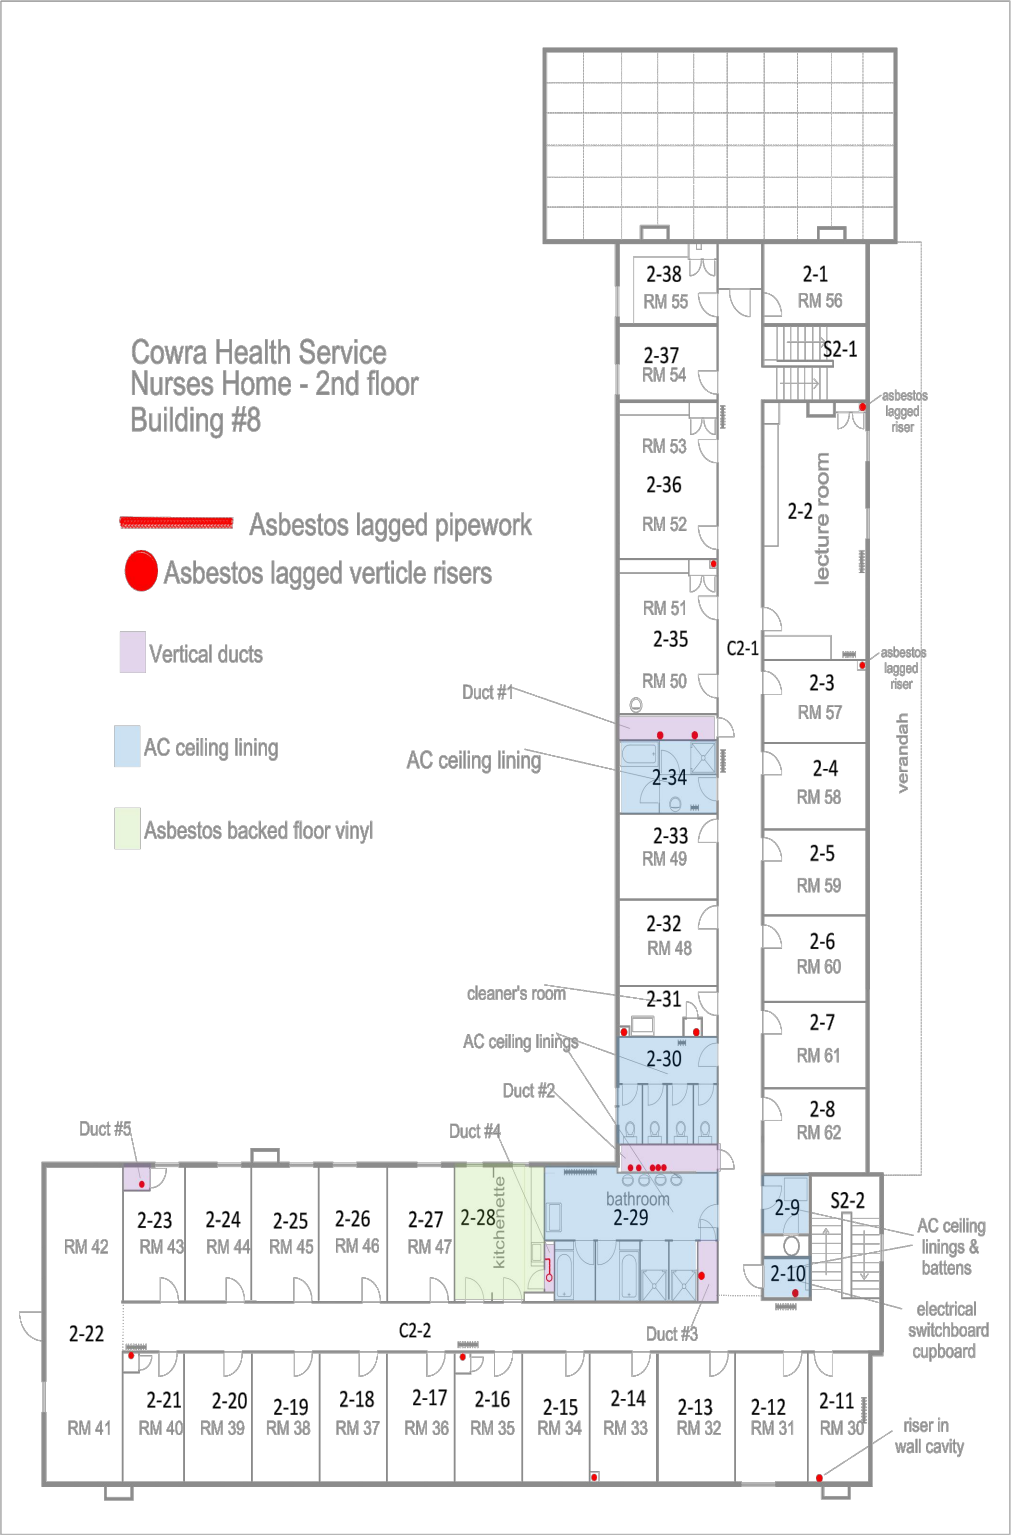 Cowra Health Service
Nurses Home - 2nd floor
Building #8
Asbestos lagged pipework
Asbestos lagged verticle risers
Vertical ducts
AC ceiling lining
Asbestos backed floor vinyl
2-38
RM 55
2-1
RM 56
2-37
RM 54
S2-1
asbestos
lagged
riser
RM 53
2-36
RM 52
2-2
lecture room
RM 51
2-35
RM 50
C2-1
asbestos
lagged
riser
2-3
RM 57
verandah
Duct #1
AC ceiling lining
2-34
2-4
RM 58
2-33
RM 49
2-5
RM 59
2-32
RM 48
2-6
RM 60
cleaner's room
2-31
2-7
RM 61
AC ceiling linings
2-30
Duct #2
2-8
RM 62
Duct #5
Duct #4
RM 42
2-23
RM 43
2-24
RM 44
2-25
RM 45
2-26
RM 46
2-27
RM 47
2-28
kitchenette
bathroom
2-29
2-9
S2-2
AC ceiling
linings &
battens
2-10
electrical
switchboard
cupboard
Duct #3
2-22
C2-2
RM 41
2-21
RM 40
2-20
RM 39
2-19
RM 38
2-18
RM 37
2-17
RM 36
2-16
RM 35
2-15
RM 34
2-14
RM 33
2-13
RM 32
2-12
RM 31
2-11
RM 30
riser in
wall cavity